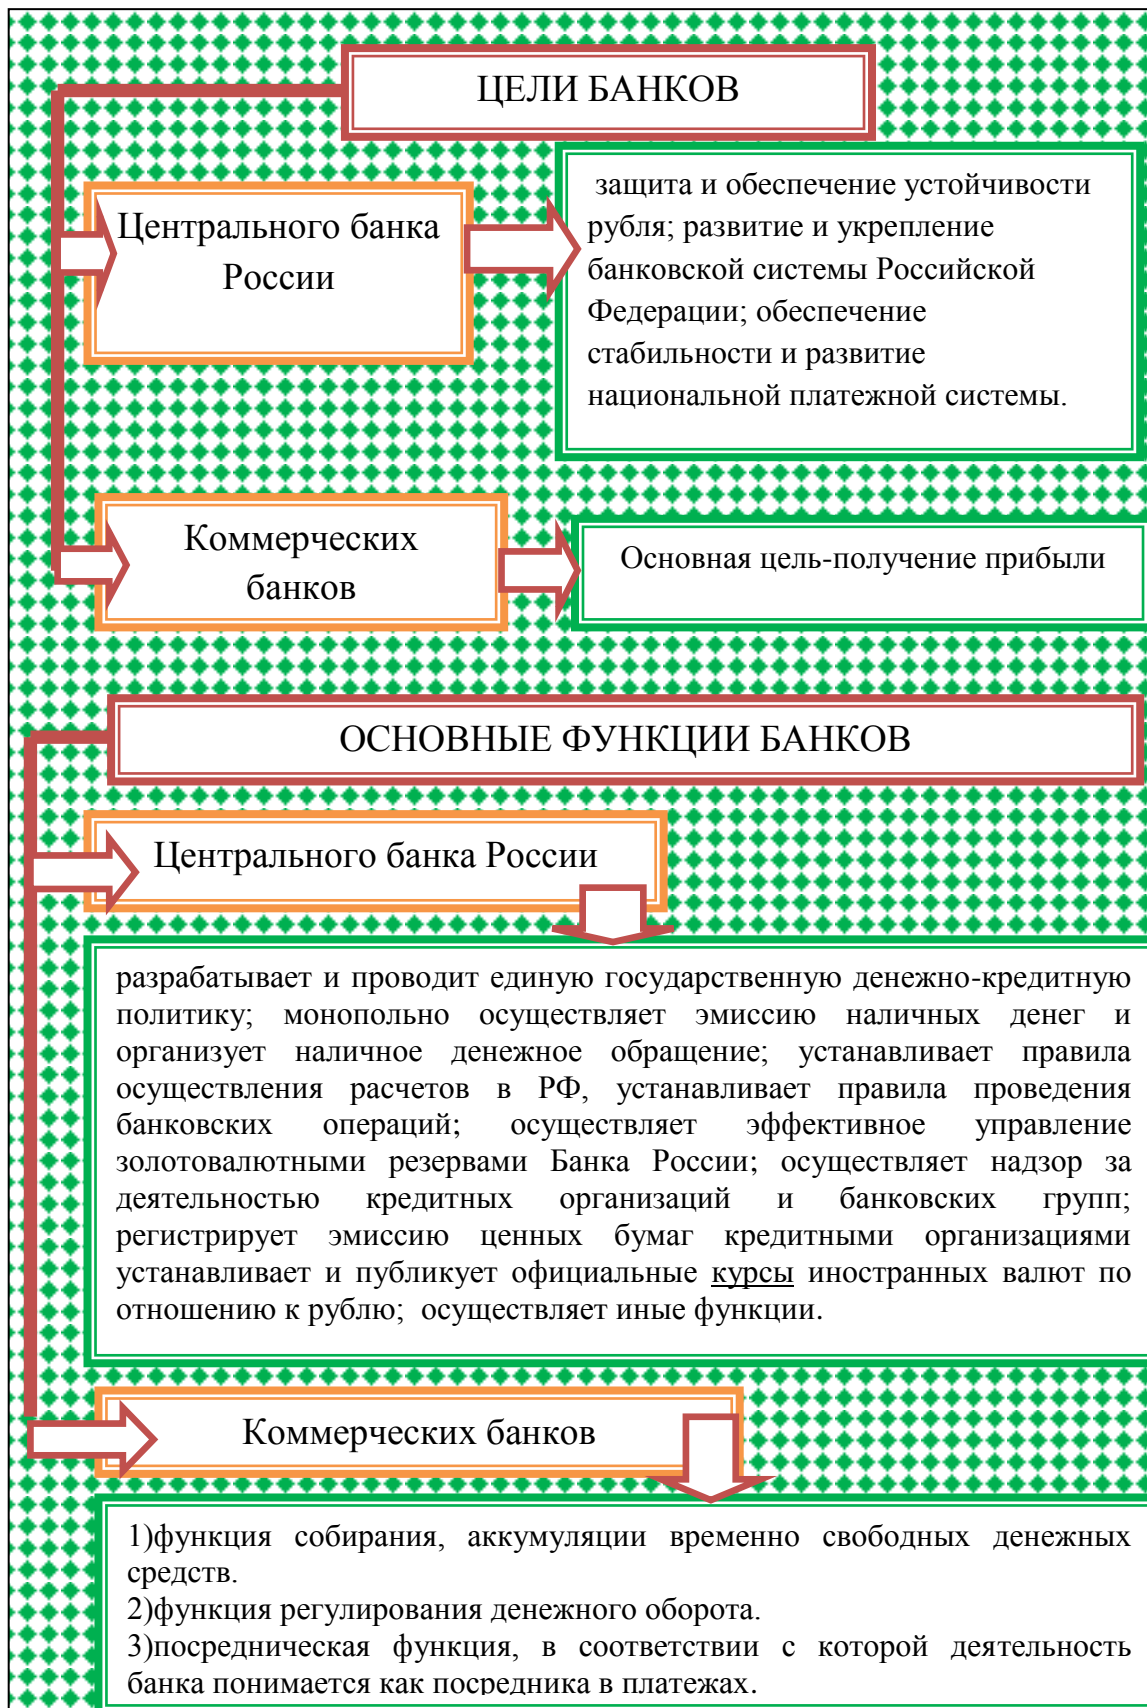 ЦЕЛИ БАНКОВ
Центрального банка
России
защита и обеспечение устойчивости
рубля; развитие и укрепление
банковской системы Российской
Федерации; обеспечение
стабильности и развитие
национальной платежной системы.
Коммерческих
банков
Основная цель-получение прибыли
ОСНОВНЫЕ ФУНКЦИИ БАНКОВ
Центрального банка России
разрабатывает и проводит единую государственную денежно-кредитную
политику; монопольно осуществляет эмиссию наличных денег и
организует наличное денежное обращение; устанавливает правила
осуществления расчетов в РФ, устанавливает правила проведения
банковских операций; осуществляет эффективное управление
золотовалютными резервами Банка России; осуществляет надзор за
деятельностью кредитных организаций и банковских групп;
регистрирует эмиссию ценных бумаг кредитными организациями
устанавливает и публикует официальные курсы иностранных валют по
отношению к рублю; осуществляет иные функции.
Коммерческих банков
1)функция собирания, аккумуляции временно свободных денежных
средств.
2)функция регулирования денежного оборота.
3)посредническая функция, в соответствии с которой деятельность
банка понимается как посредника в платежах.